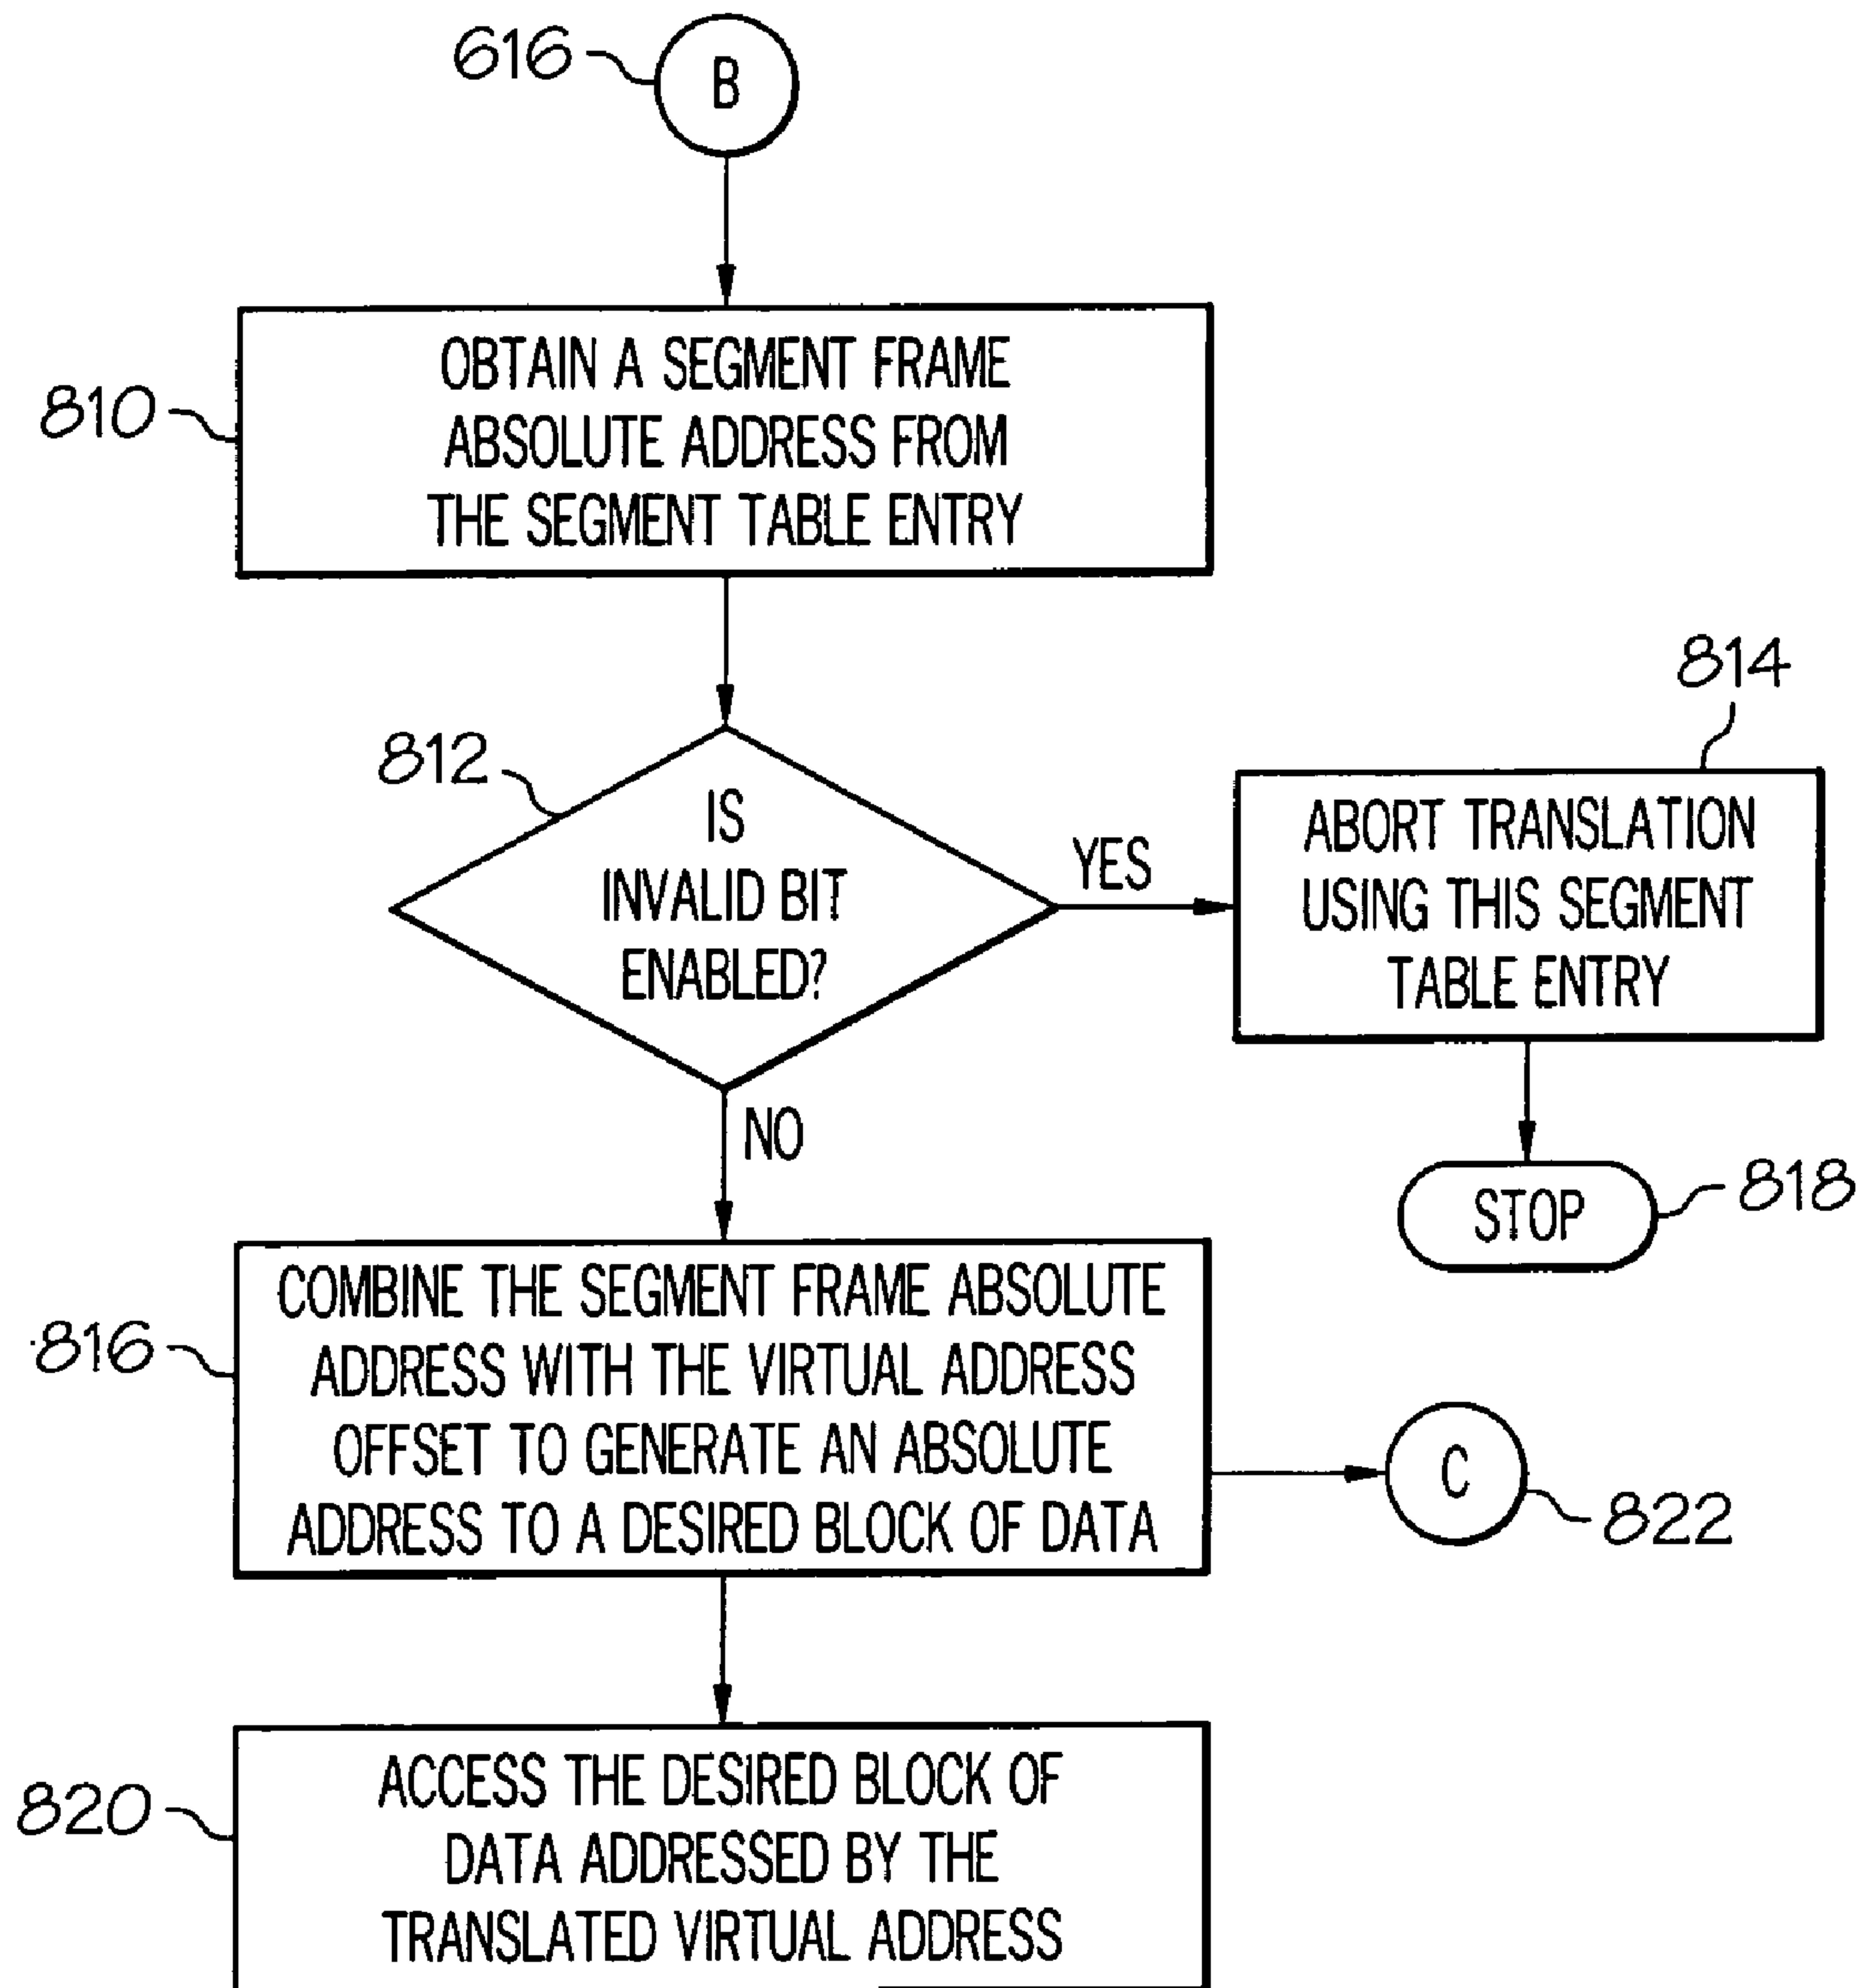 616
B
810
OBTAIN A SEGMENT FRAME
ABSOLUTE ADDRESS FROM
THE SEGMENT TABLE ENTRY
812
IS
INVALID BIT
ENABLED?
YES
814
ABORT TRANSLATION
USING THIS SEGMENT
TABLE ENTRY
NO
STOP
818
816
COMBINE THE SEGMENT FRAME ABSOLUTE
ADDRESS WITH THE VIRTUAL ADDRESS
OFFSET TO GENERATE AN ABSOLUTE
ADDRESS TO A DESIRED BLOCK OF DATA
C
822
820
ACCESS THE DESIRED BLOCK OF
DATA ADDRESSED BY THE
TRANSLATED VIRTUAL ADDRESS